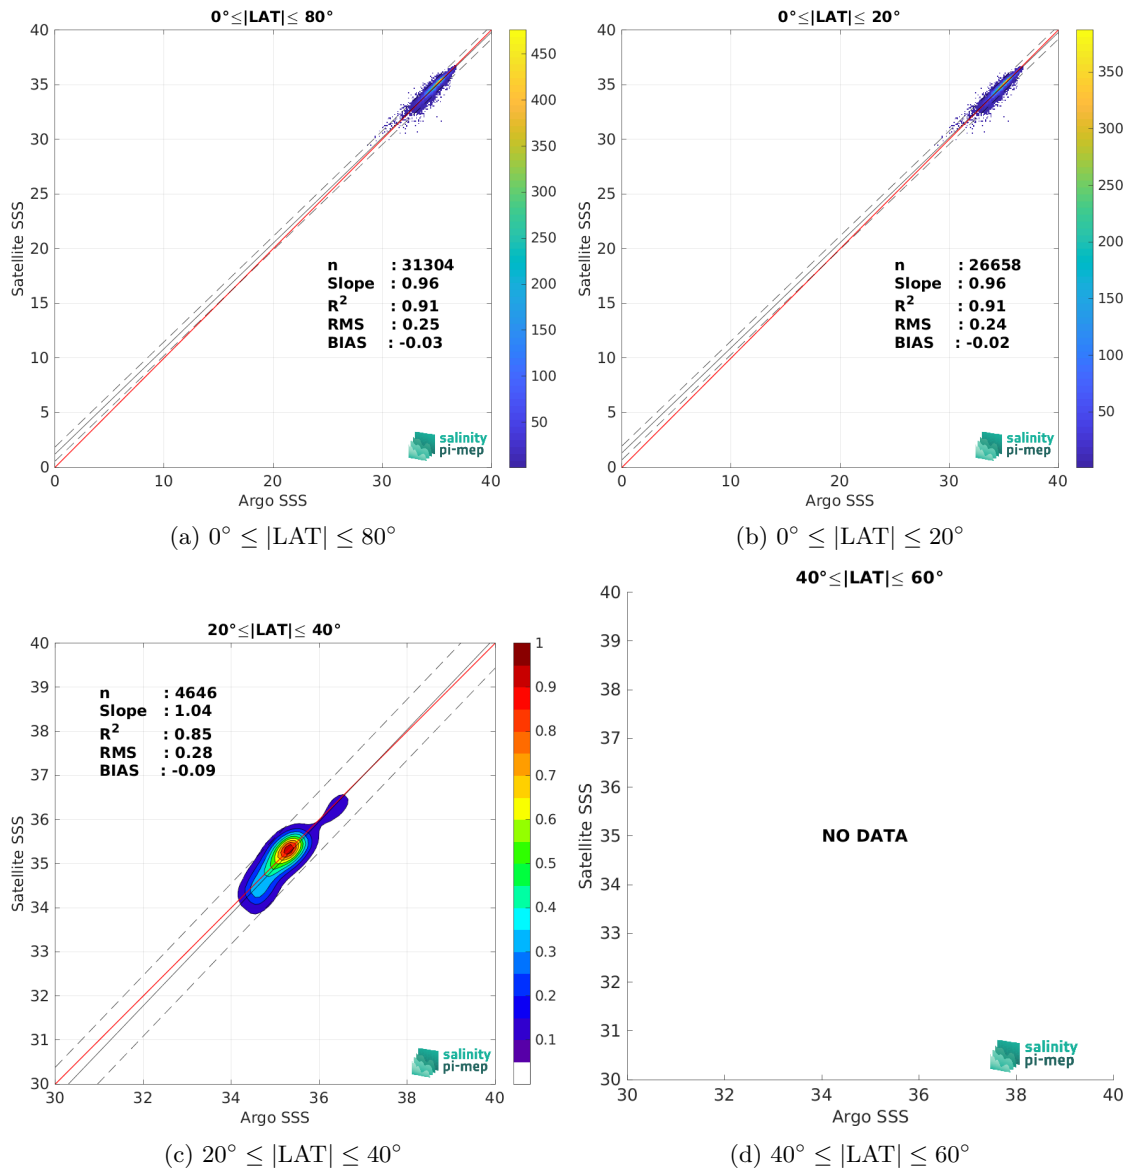 0°≤|LAT|≤ 80°
40
35
30
25
20
15
10
5
0
0
10
20
30
40
Satellite SSS
Argo SSS
n : 31304
Slope : 0.96
R² : 0.91
RMS : 0.25
BIAS : -0.03
salinity
pi-mep
450
400
350
300
250
200
150
100
50
(a) 0° ≤ |LAT| ≤ 80°
0°≤|LAT|≤ 20°
40
35
30
25
20
15
10
5
0
0
10
20
30
40
Satellite SSS
Argo SSS
n : 26658
Slope : 0.96
R² : 0.91
RMS : 0.24
BIAS : -0.02
salinity
pi-mep
350
300
250
200
150
100
50
(b) 0° ≤ |LAT| ≤ 20°
20°≤|LAT|≤ 40°
40
39
38
37
36
35
34
33
32
31
30
30
32
34
36
38
40
Satellite SSS
Argo SSS
n : 4646
Slope : 1.04
R² : 0.85
RMS : 0.28
BIAS : -0.09
salinity
pi-mep
1
0.9
0.8
0.7
0.6
0.5
0.4
0.3
0.2
0.1
(c) 20° ≤ |LAT| ≤ 40°
40°≤|LAT|≤ 60°
40
39
38
37
36
35
34
33
32
31
30
30
32
34
36
38
40
Satellite SSS
Argo SSS
NO DATA
salinity
pi-mep
(d) 40° ≤ |LAT| ≤ 60°